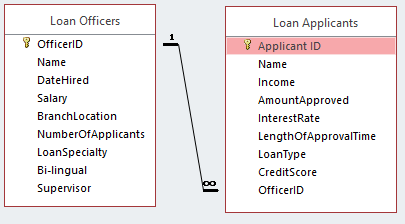 Loan Officers
OfficerID
Name
DateHired
Salary
BranchLocation
NumberOfApplicants
LoanSpecialty
Bi-lingual
Supervisor
1
∞
Loan Applicants
Applicant ID
Name
Income
AmountApproved
InterestRate
LengthOfApprovalTime
LoanType
CreditScore
OfficerID